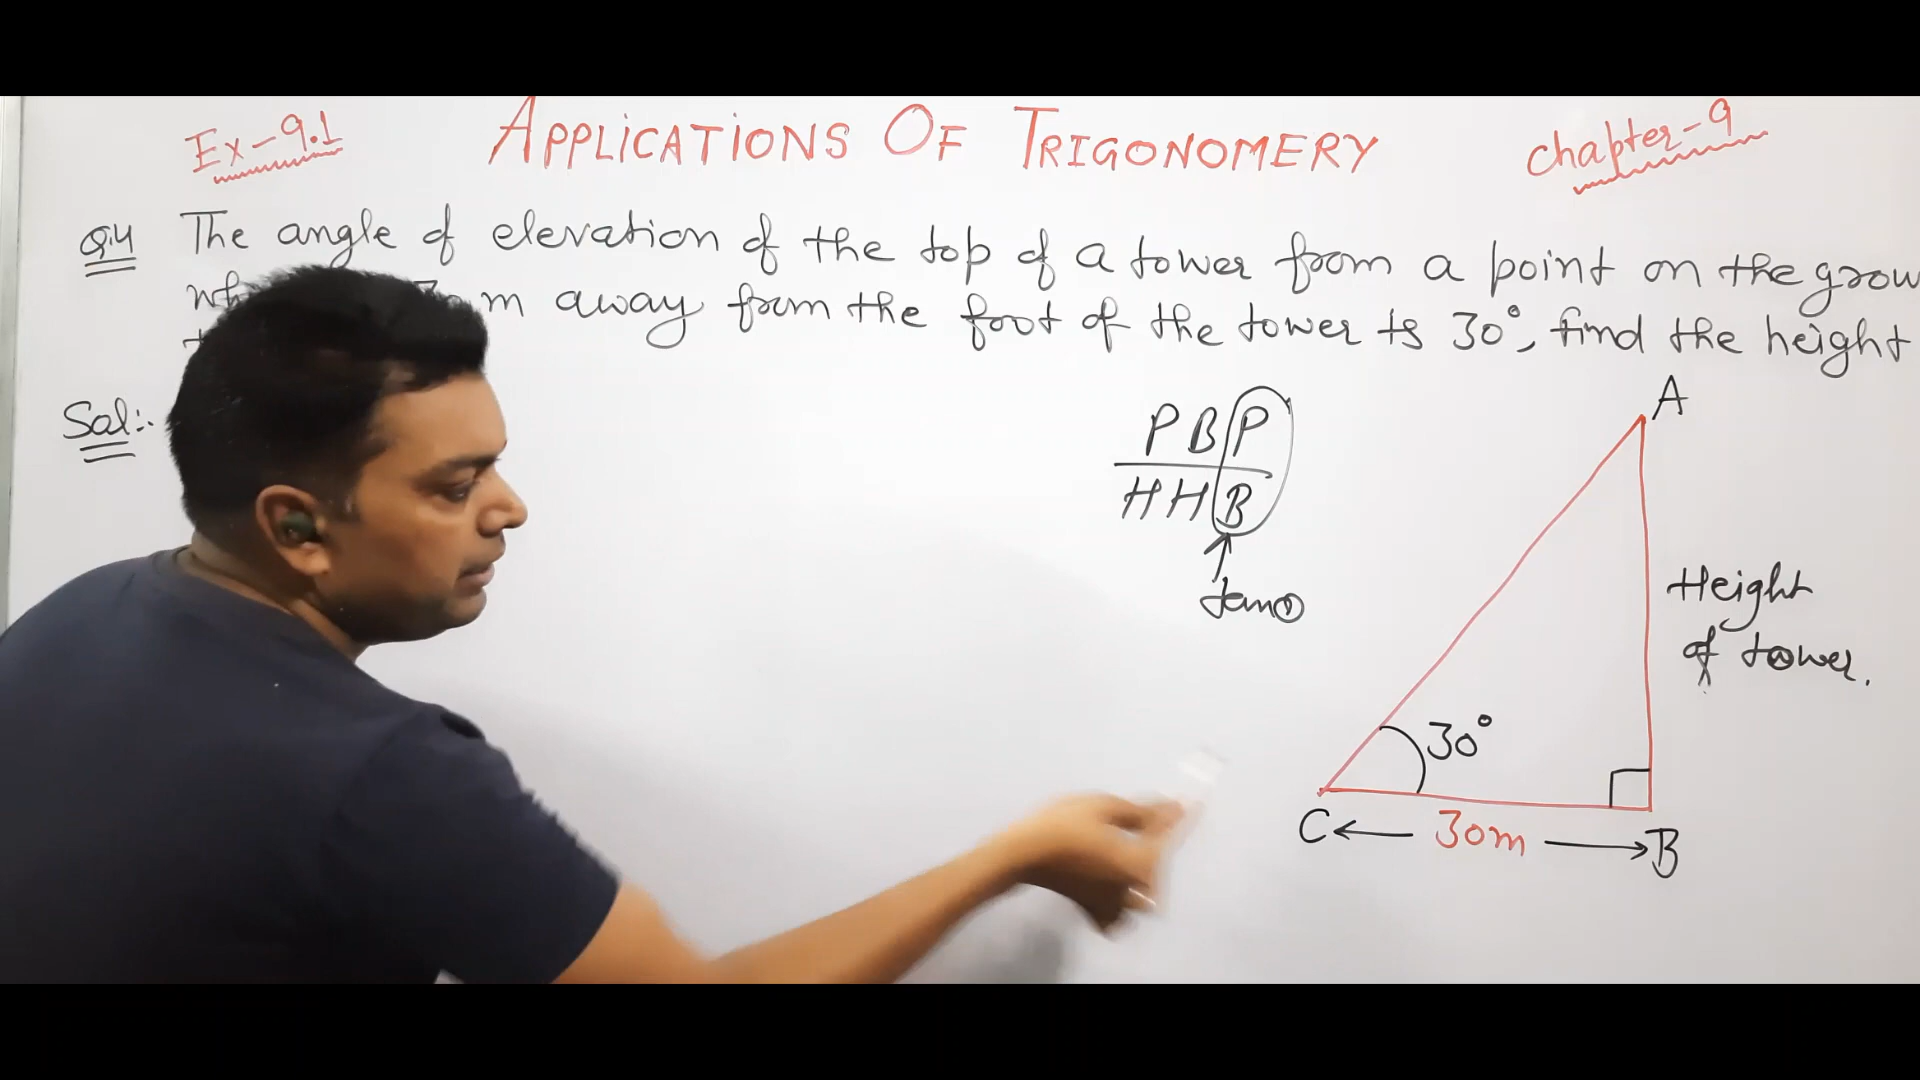 Ex-9.1 APPLiCATiONS OF TRIGONOMERY Chapter-9
Q.4 The angle of elevation of the top of a tower from a point on the grou
m away from the foot of the tower is 30°, find the height
Sol:.
P B P
H H B
tanθ
A
Height
of tower.
30°
C ← 30m → B